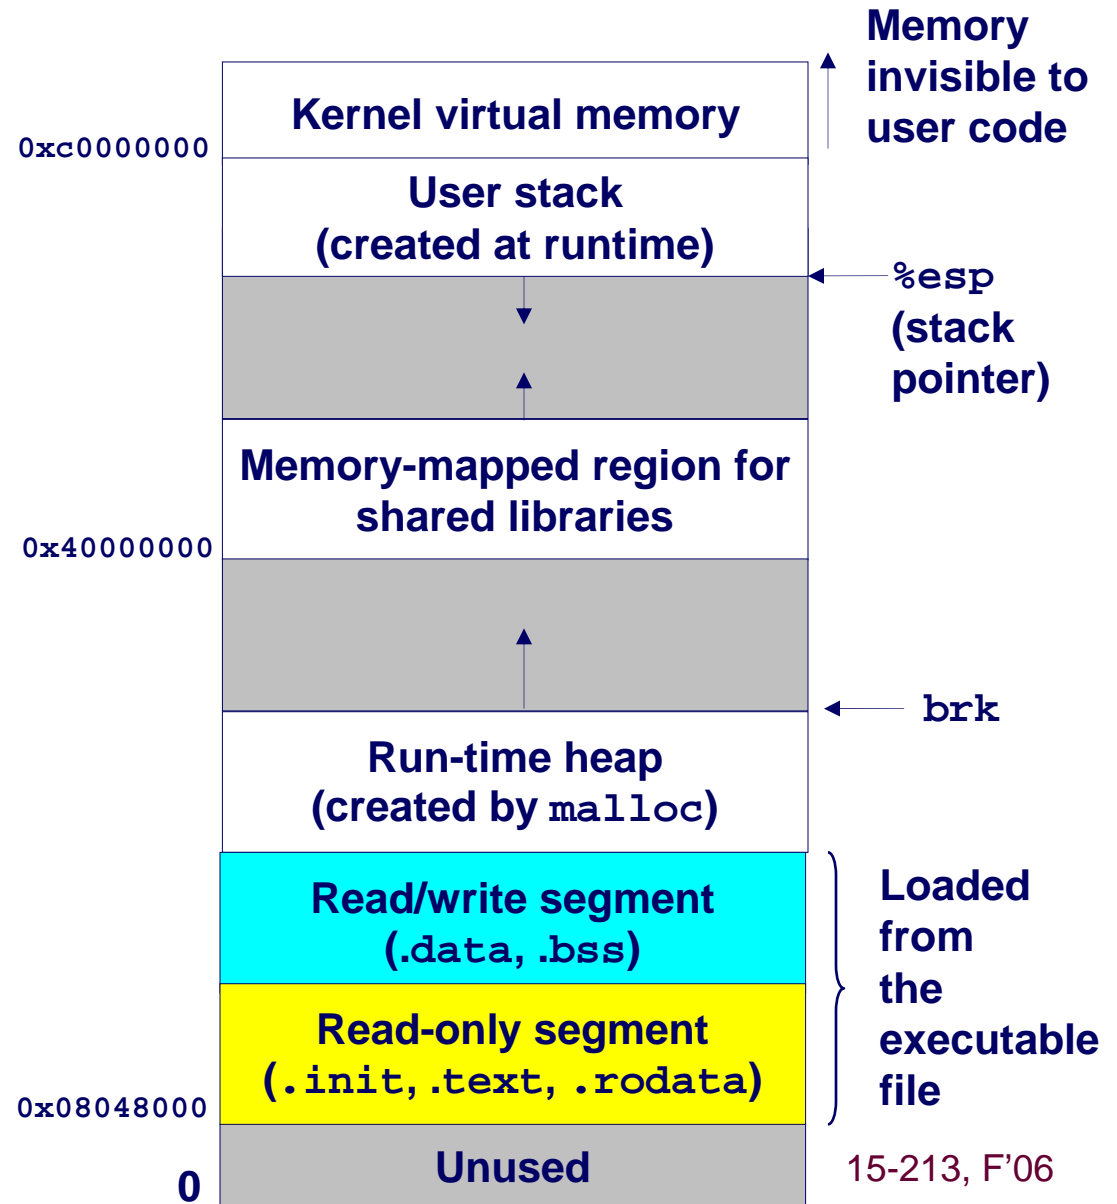 Memory
invisible to
user code
Kernel virtual memory
0xc0000000
User stack
(created at runtime)
%esp
(stack
pointer)
Memory-mapped region for
shared libraries
0x40000000
brk
Run-time heap
(created by malloc)
Read/write segment
(.data, .bss)
Loaded
from
the
executable
file
Read-only segment
(.init, .text, .rodata)
0x08048000
Unused
0
15-213, F’06